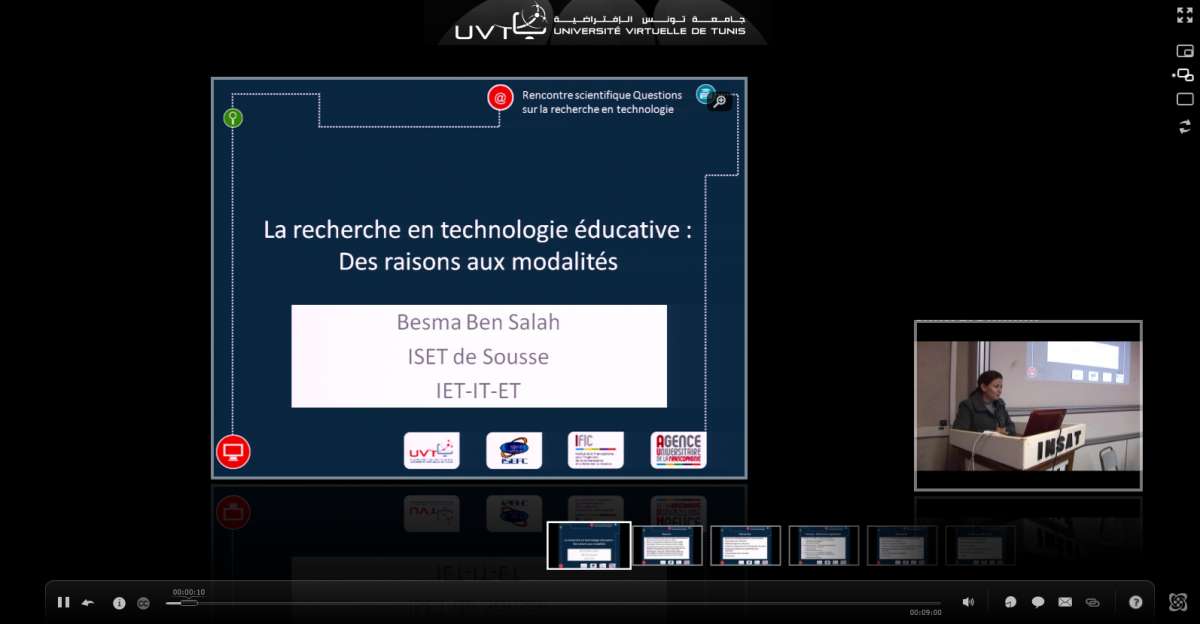 UVT
جامعة تونس الافتراضية
UNIVERSITÉ VIRTUELLE DE TUNIS
@
Rencontre scientifique Questions
sur la recherche en technologie
La recherche en technologie éducative :
Des raisons aux modalités
Besma Ben Salah
ISET de Sousse
IET-IT-ET
UVT
ISEFC
IFIC
AGENCE
UNIVERSITAIRE
DE LA FRANCOPHONIE
INSAT
00:00:10
00:09:00
CC